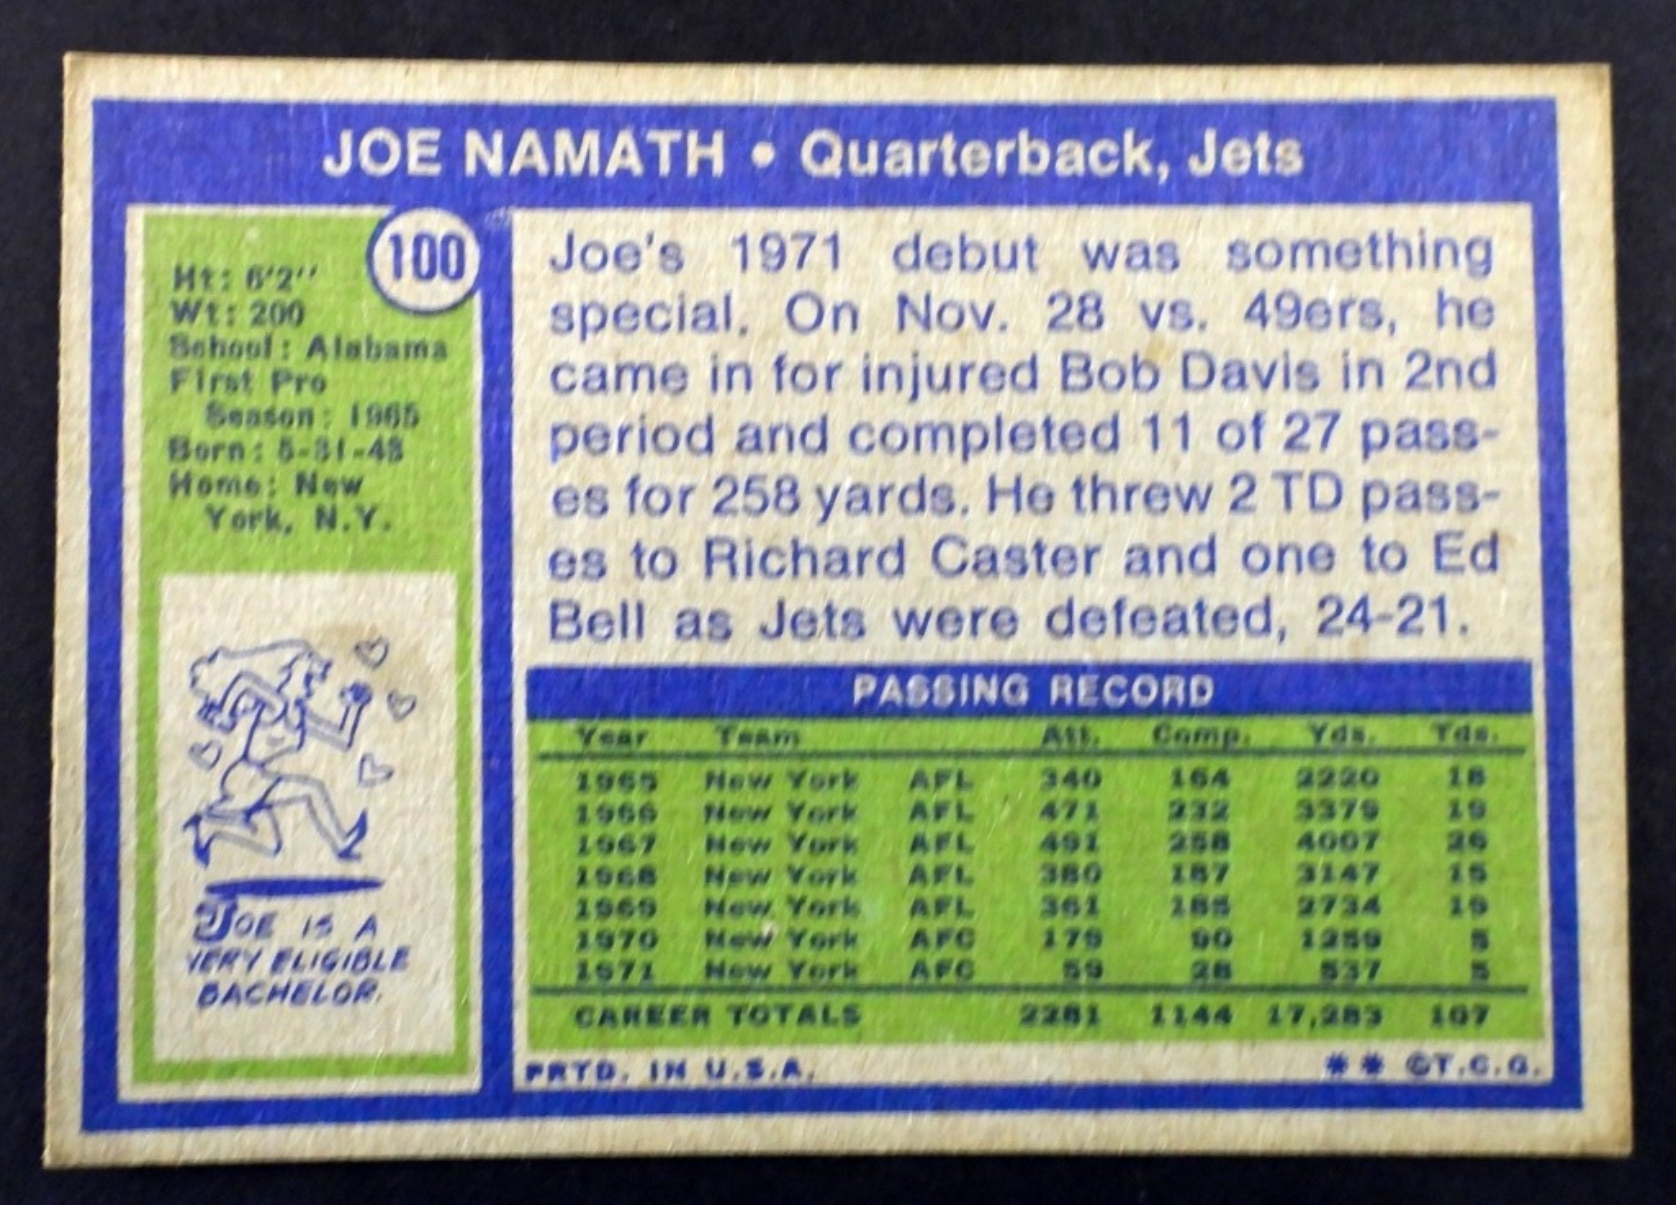 JOE NAMATH • Quarterback, Jets
100
Ht: 6'2''
Wt: 200
School: Alabama
First Pro
Season: 1965
Born: 5-31-43
Home: New
York, N.Y.
JOE IS A
VERY ELIGIBLE
BACHELOR.
Joe's 1971 debut was something
special. On Nov. 28 vs. 49ers, he
came in for injured Bob Davis in 2nd
period and completed 11 of 27 pass-
es for 258 yards. He threw 2 TD pass-
es to Richard Caster and one to Ed
Bell as Jets were defeated, 24-21.
PASSING RECORD
Year Team Att. Comp. Yds. Tds.
1965 New York AFL 340 164 2220 18
1966 New York AFL 471 232 3379 19
1967 New York AFL 491 258 4007 26
1968 New York AFL 380 187 3147 15
1969 New York AFL 361 185 2734 19
1970 New York AFC 179 90 1259 5
1971 New York AFC 59 28 537 5
CAREER TOTALS 2281 1144 17,283 107
PRTD. IN U.S.A. ** ©T.C.G.